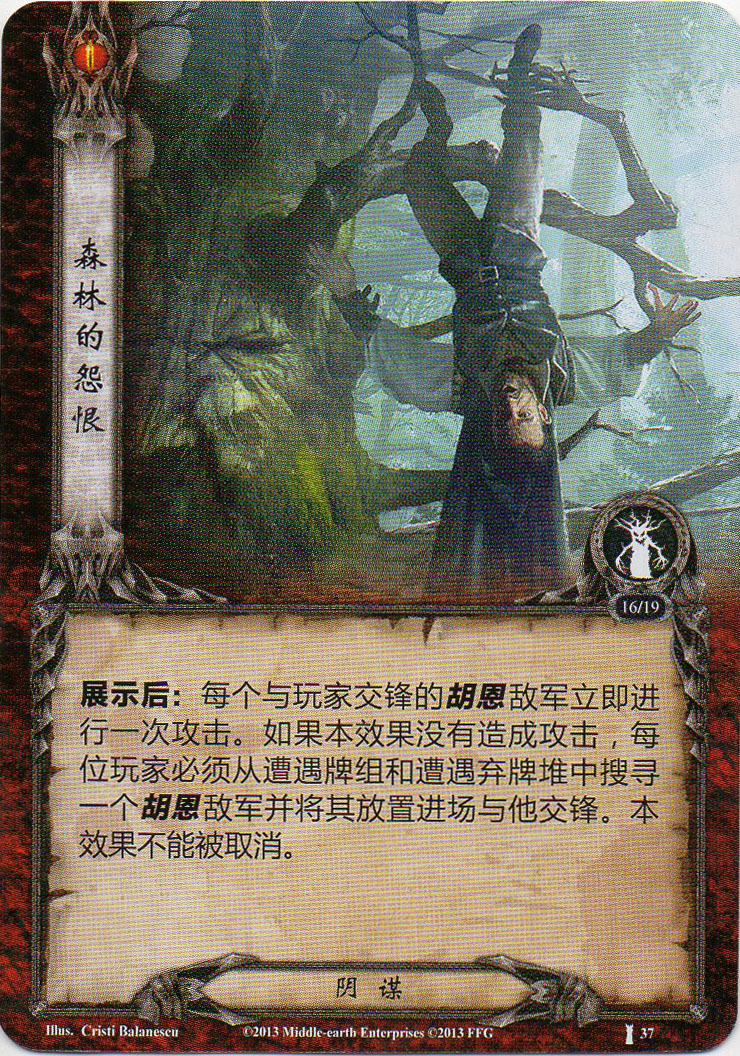 森林的怨恨
16/19
展示后：每个与玩家交锋的胡恩敌军立即进
行一次攻击。如果本效果没有造成攻击，每
位玩家必须从遭遇牌组和遭遇弃牌堆中搜寻
一个胡恩敌军并将其放置进场与他交锋。本
效果不能被取消。
阴谋
Illus. Cristi Balanescu
©2013 Middle-earth Enterprises ©2013 FFG
37